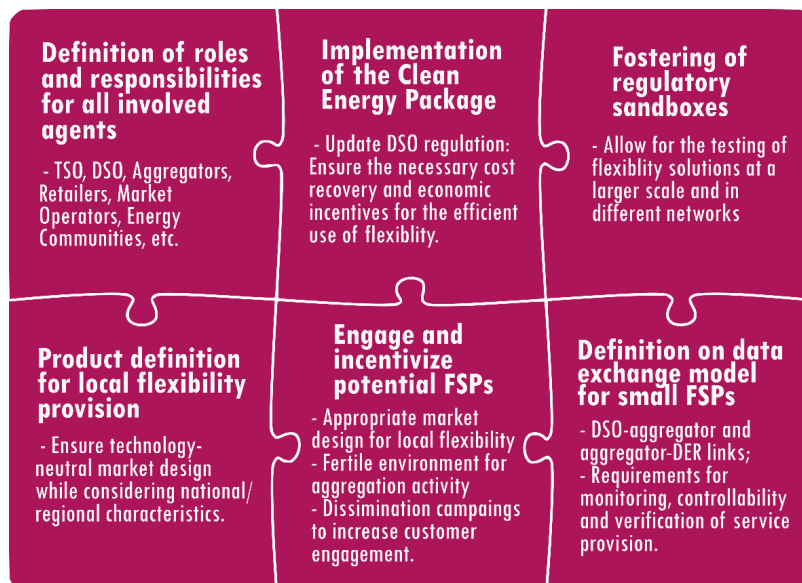 Definition of roles
and responsibilities
for all involved
agents
- TSO, DSO, Aggregators,
Retailers, Market
Operators, Energy
Communities, etc.
Implementation
of the Clean
Energy Package
- Update DSO regulation:
Ensure the necessary cost
recovery and economic
incentives for the efficient
use of flexiblity.
Fostering of
regulatory
sandboxes
- Allow for the testing of
flexiblity solutions at a
larger scale and in
different networks
Product definition
for local flexibility
provision
- Ensure technology-
neutral market design
while considering national/
regional characteristics.
Engage and
incentivize
potential FSPs
- Appropriate market
design for local flexibility
- Fertile environment for
aggregation activity
- Dissimination campaings
to increase customer
engagement.
Definition on data
exchange model
for small FSPs
- DSO-aggregator and
aggregator-DER links;
- Requirements for
monitoring, controllability
and verification of service
provision.